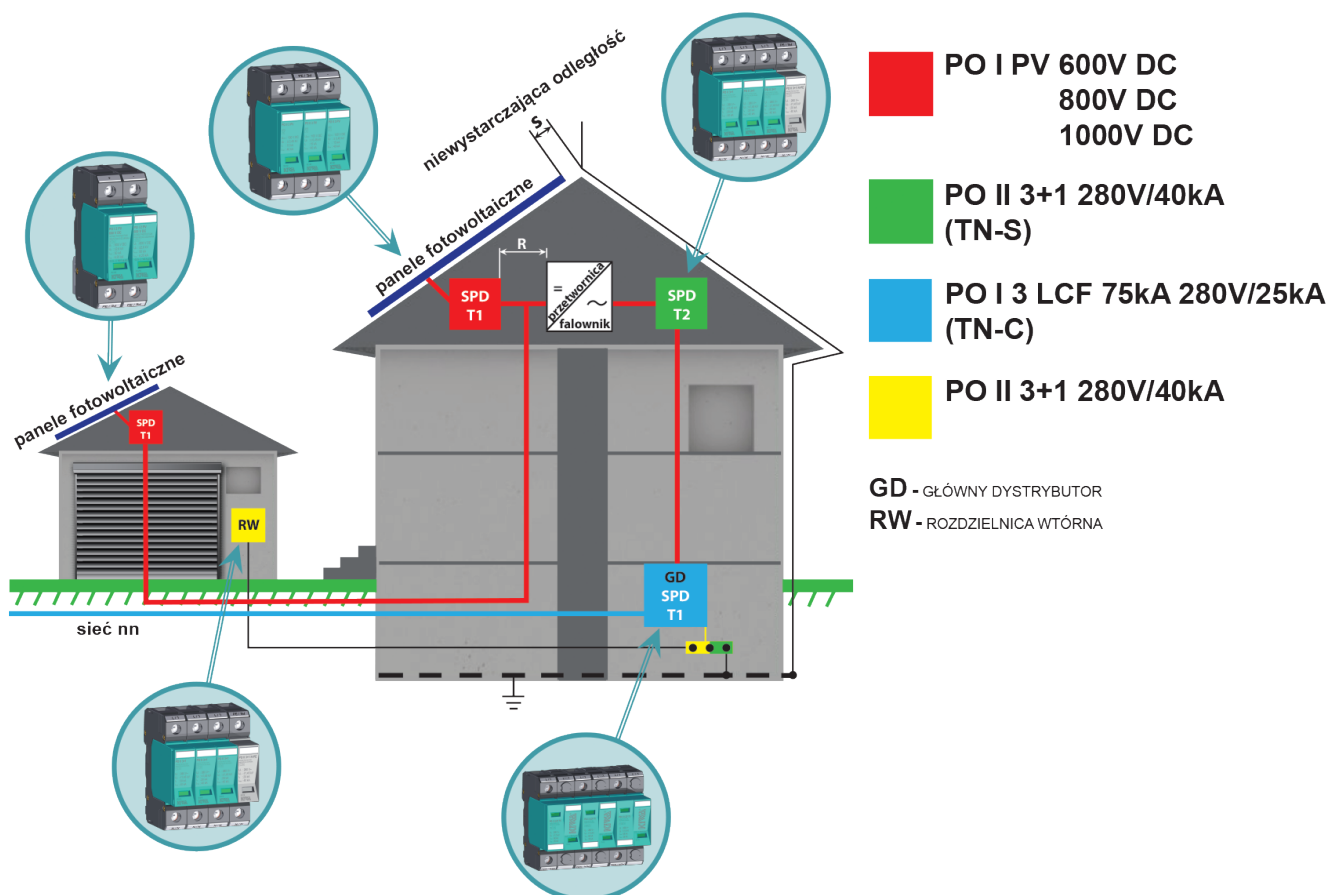 niewystarczająca odległość
S
panele fotowoltaiczne
R
SPD
T1
=
przetwornica
~
falownik
SPD
T2
panele fotowoltaiczne
SPD
T1
RW
GD
SPD
T1
sieć nn
PO I PV 600V DC
800V DC
1000V DC
PO II 3+1 280V/40kA
(TN-S)
PO I 3 LCF 75kA 280V/25kA
(TN-C)
PO II 3+1 280V/40kA
GD - GŁÓWNY DYSTRYBUTOR
RW - ROZDZIELNICA WTÓRNA